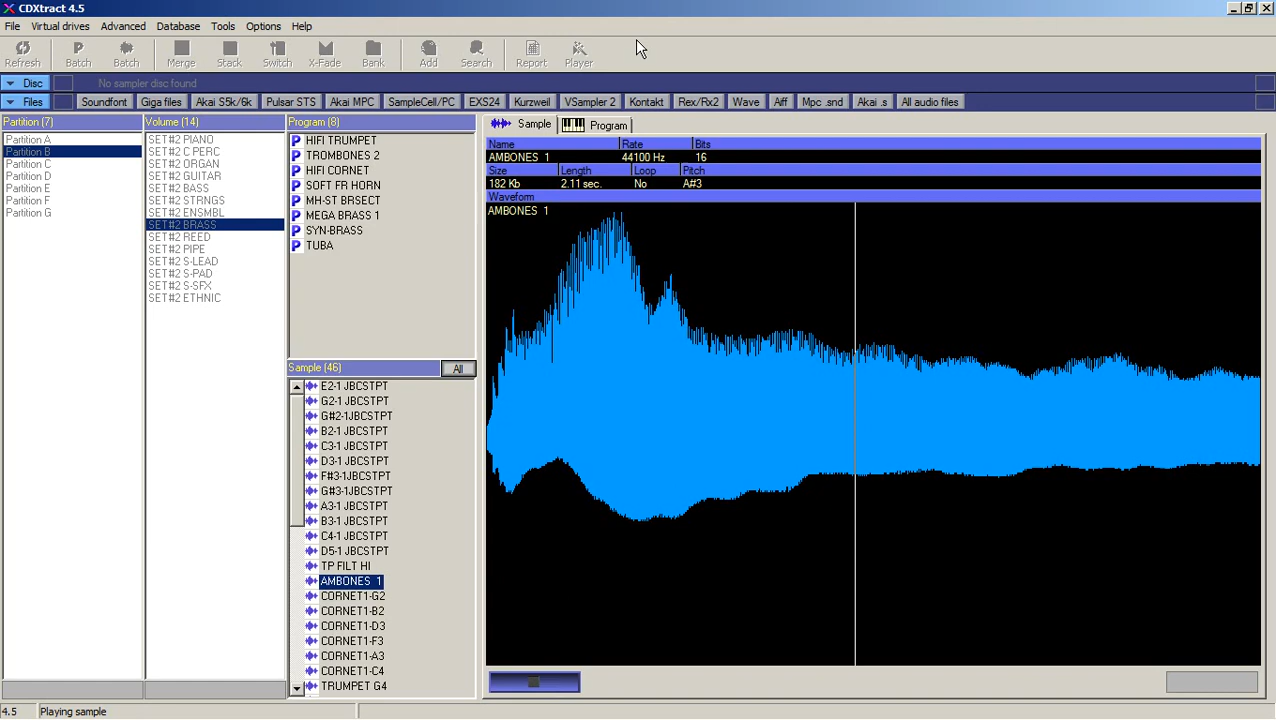 CDXtract 4.5
File Virtual drives Advanced Database Tools Options Help
Refresh Batch Batch Merge Stack Switch X-Fade Bank Add Search Report Player
Disc No sampler disc found
Files Soundfont Giga files Akai S5k/6k Pulsar STS Akai MPC SampleCell/PC EXS24 Kurzweil VSampler 2 Kontakt Rex/Rx2 Wave Aiff Mpc .snd Akai .s All audio files
Partition (7)
Partition A
Partition B
Partition C
Partition D
Partition E
Partition F
Partition G
Volume (14)
SET#2 PIANO
SET#2 C PERC
SET#2 ORGAN
SET#2 GUITAR
SET#2 BASS
SET#2 STRNGS
SET#2 ENSMBL
SET#2 BRASS
SET#2 REED
SET#2 PIPE
SET#2 S-LEAD
SET#2 S-PAD
SET#2 S-SFX
SET#2 ETHNIC
Program (8)
P HIFI TRUMPET
P TROMBONES 2
P HIFI CORNET
P SOFT FR HORN
P MH-ST BRSECT
P MEGA BRASS 1
P SYN-BRASS
P TUBA
Sample (46) All
E2-1 JBCSTPT
G2-1 JBCSTPT
G#2-1JBCSTPT
B2-1 JBCSTPT
C3-1 JBCSTPT
D3-1 JBCSTPT
F#3-1JBCSTPT
G#3-1JBCSTPT
A3-1 JBCSTPT
B3-1 JBCSTPT
C4-1 JBCSTPT
D5-1 JBCSTPT
TP FILT HI
AMBONES 1
CORNET1-G2
CORNET1-B2
CORNET1-D3
CORNET1-F3
CORNET1-A3
CORNET1-C4
TRUMPET G4
Sample Program
Name Rate Bits
AMBONES 1 44100 Hz 16
Size Length Loop Pitch
182 Kb 2.11 sec. No A#3
Waveform
AMBONES 1
4.5 Playing sample